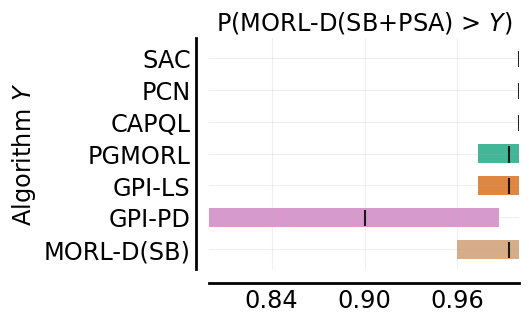 P(MORL-D(SB+PSA) > Y)
Algorithm Y
SAC
PCN
CAPQL
PGMORL
GPI-LS
GPI-PD
MORL-D(SB)
0.84 0.90 0.96